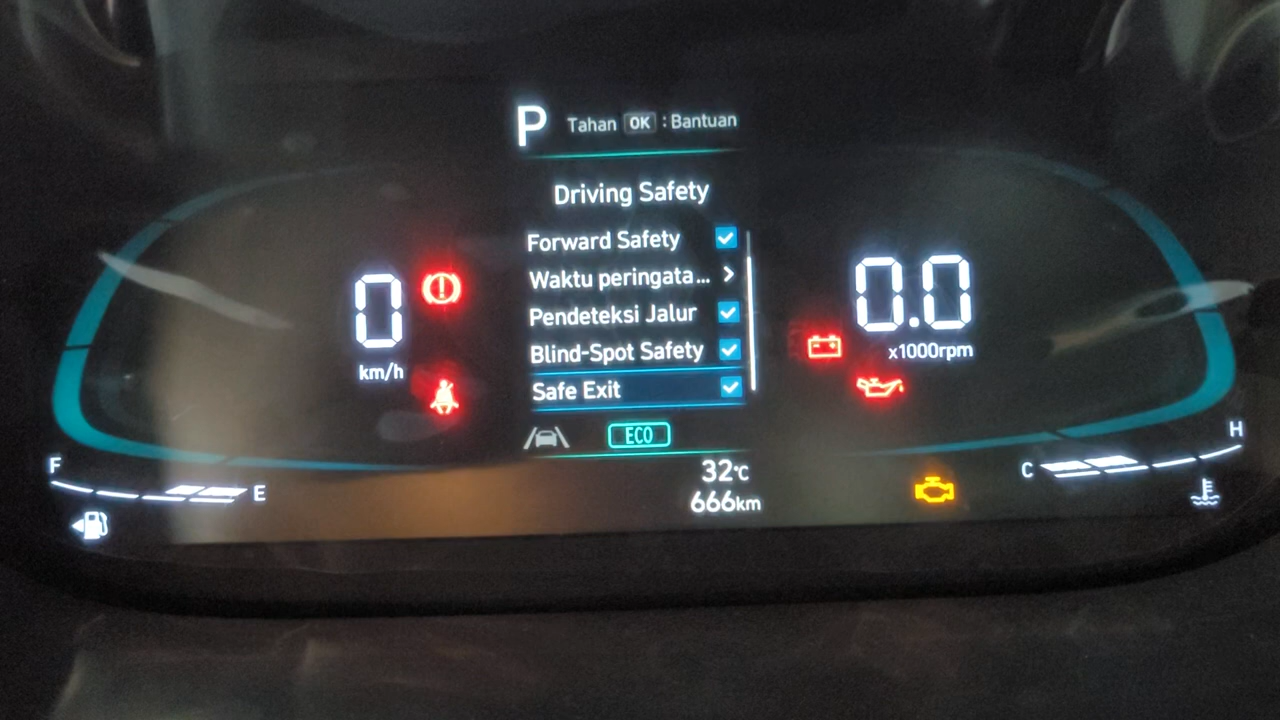 P
Tahan OK : Bantuan
Driving Safety
Forward Safety
Waktu peringata...
Pendeteksi Jalur
Blind-Spot Safety
Safe Exit
ECO
32°C
666km
0
km/h
0.0
x1000rpm
F
E
C
H